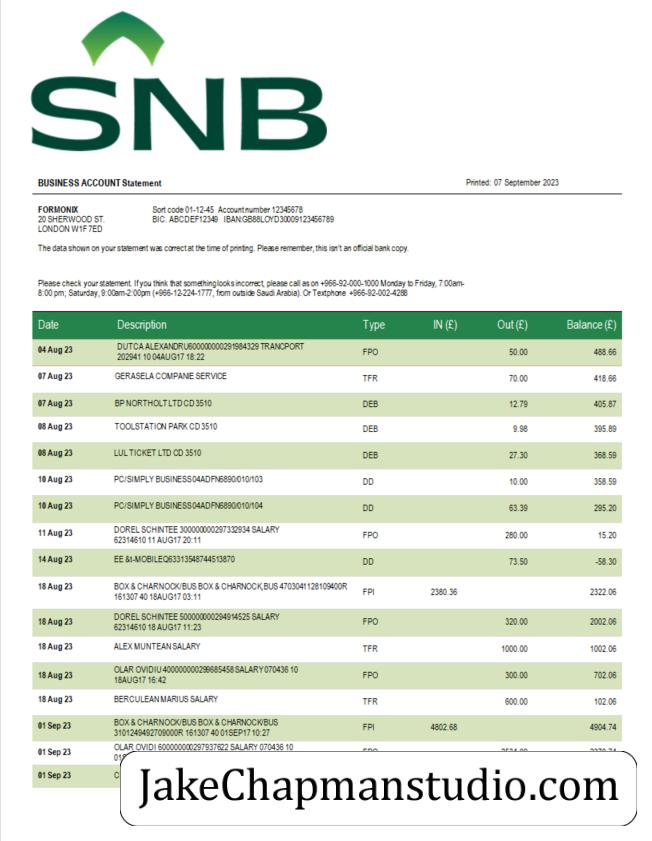 SNB
BUSINESS ACCOUNT Statement Printed: 07 September 2023
FORMONIX Sort code 01-12-45 Account number 12345678
20 SHERWOOD ST. BIC. ABCDEF12349 IBAN:GB88LOYD30009123456789
LONDON W1F 7ED
The data shown on your statement was correct at the time of printing. Please remember, this isn't an official bank copy.
Please check your statement. If you think that something looks incorrect, please call as on +966-92-000-1000 Monday to Friday, 7:00am-
8:00 pm; Saturday, 9:00am-2:00pm (+966-12-224-1777, from outside Saudi Arabia). Or Textphone +966-92-002-4288
Date Description Type IN (£) Out (£) Balance (£)
04 Aug 23 DUTCA ALEXANDRU600000000291984329 TRANCPORT
202941 10 04AUG17 18:22 FPO 50.00 488.66
07 Aug 23 GERASELA COMPANIE SERVICE TFR 70.00 418.66
07 Aug 23 BP NORTHOLT LTD CD 3510 DEB 12.79 405.87
08 Aug 23 TOOLSTATION PARK CD 3510 DEB 9.98 395.89
08 Aug 23 LUL TICKET LTD CD 3510 DEB 27.30 368.59
10 Aug 23 PC/SIMPLY BUSINESS04ADFN6890/010/103 DD 10.00 358.59
10 Aug 23 PC/SIMPLY BUSINESS04ADFN6890/010/104 DD 63.39 295.20
11 Aug 23 DOREL SCHINTEE 300000000297332934 SALARY
62314610 11 AUG17 20:11 FPO 280.00 15.20
14 Aug 23 EE &t-MOBILEQ63313548744513870 DD 73.50 -58.30
18 Aug 23 BOX & CHARNOCK/BUS BOX & CHARNOCK,BUS 4703041128109400R
161307 40 18AUG17 03:11 FPI 2380.36 2322.06
18 Aug 23 DOREL SCHINTEE 500000000294914525 SALARY
62314610 18 AUG17 11:23 FPO 320.00 2002.06
18 Aug 23 ALEX MUNTEAN SALARY TFR 1000.00 1002.06
18 Aug 23 OLAR OVIDIU 400000000299685458 SALARY 070436 10
18AUG17 16:42 FPO 300.00 702.06
18 Aug 23 BERCULEAN MARIUS SALARY TFR 600.00 102.06
01 Sep 23 BOX & CHARNOCK/BUS BOX & CHARNOCK/BUS
3101249492709000R 161307 40 01SEP17 10:27 FPI 4802.68 4904.74
01 Sep 23 OLAR OVIDI 600000000297937622 SALARY 070436 10
01 Sep 23
JakeChapmanstudio.com